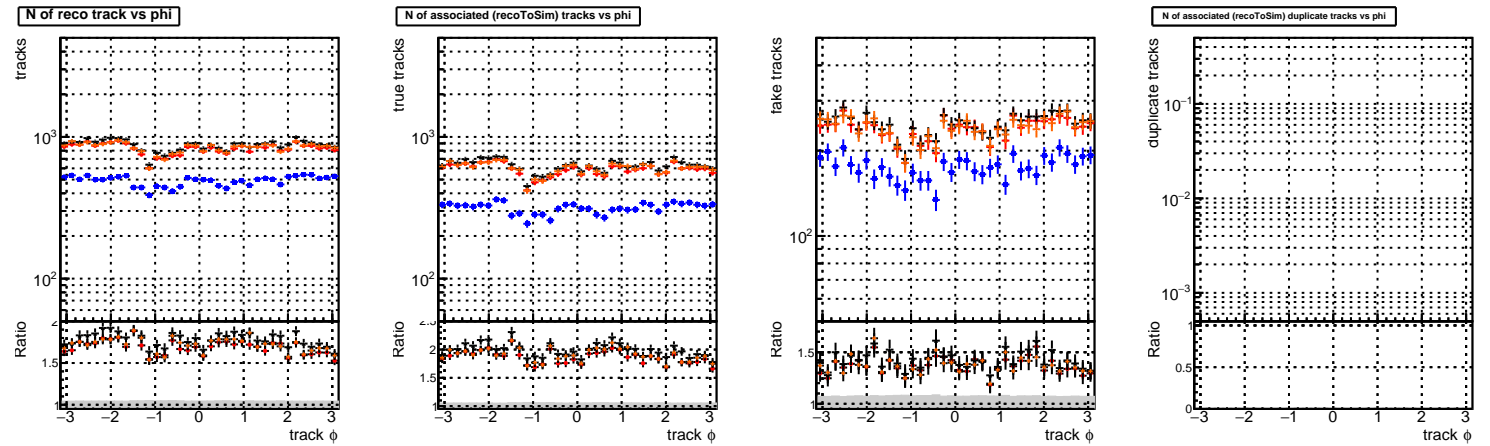 N of reco track vs phi
tracks
10³
10²
Ratio
2
1.5
1
−3 −2 −1 0 1 2 3
track ϕ
N of associated (recoToSim) tracks vs phi
true tracks
10³
10²
Ratio
2.5
2
1.5
1
−3 −2 −1 0 1 2 3
track ϕ
fake tracks
10²
Ratio
1.5
1
−3 −2 −1 0 1 2 3
track ϕ
N of associated (recoToSim) duplicate tracks vs phi
duplicate tracks
10⁻¹
10⁻²
10⁻³
Ratio
1
0.5
0
−3 −2 −1 0 1 2 3
track ϕ